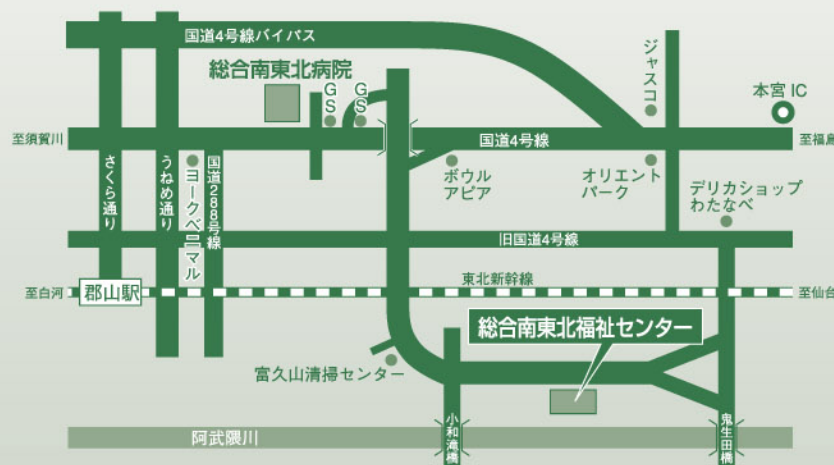 国道4号線バイパス
総合南東北病院
GS
GS
ジャスコ
本宮IC
至須賀川
国道4号線
至福島
さくら通り
うねめ通り
ヨークベニマル
国道288号線
ボウル
アピア
オリエント
パーク
デリカショップ
わたなべ
旧国道4号線
至白河
郡山駅
東北新幹線
至仙台
総合南東北福祉センター
富久山清掃センター
小和滝橋
鬼生田橋
阿武隈川